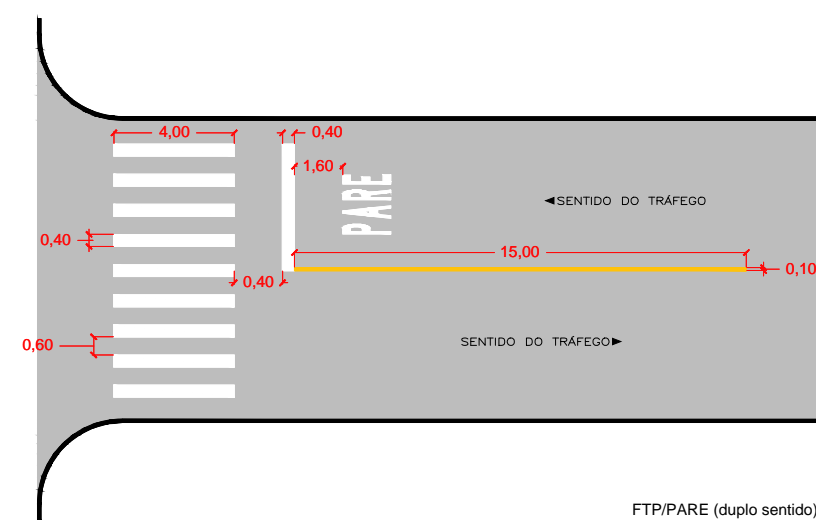 4,00
0,40
1,60
PARE
◄SENTIDO DO TRÁFEGO
0,40
15,00
0,40
0,10
0,60
SENTIDO DO TRÁFEGO►
FTP/PARE (duplo sentido)